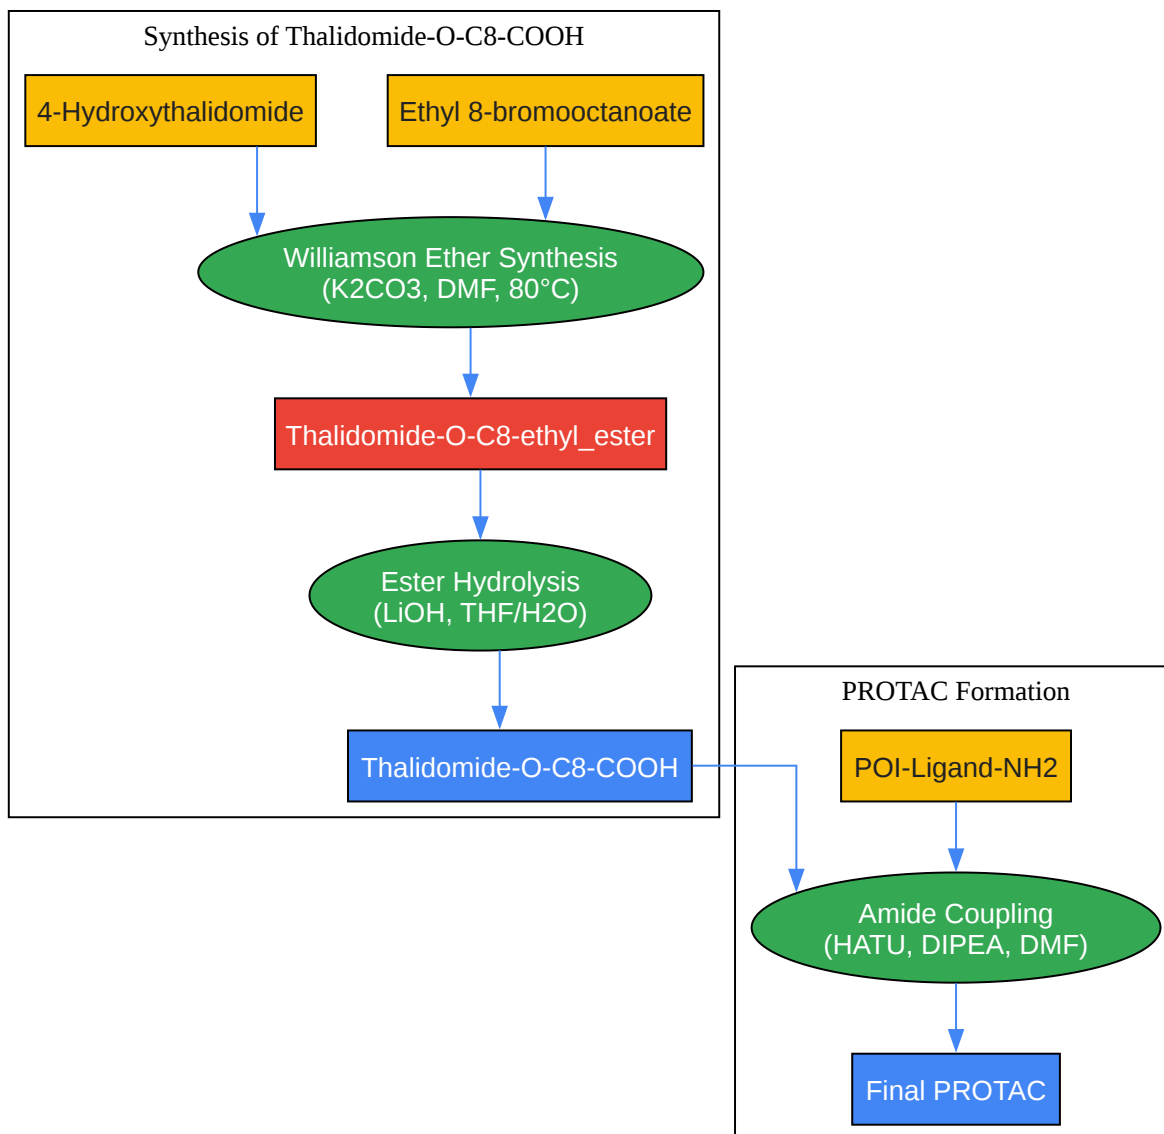 Synthesis of Thalidomide-O-C8-COOH
4-Hydroxythalidomide
Ethyl 8-bromooctanoate
Williamson Ether Synthesis
(K2CO3, DMF, 80°C)
Thalidomide-O-C8-ethyl_ester
Ester Hydrolysis
(LiOH, THF/H2O)
Thalidomide-O-C8-COOH
PROTAC Formation
POI-Ligand-NH2
Amide Coupling
(HATU, DIPEA, DMF)
Final PROTAC